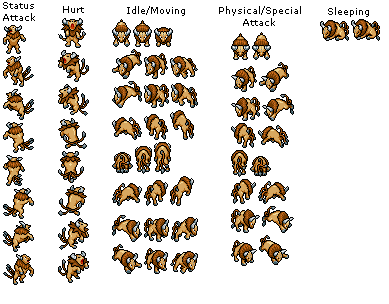 Status
Attack
Hurt
Idle/Moving
Physical/Special
Attack
Sleeping